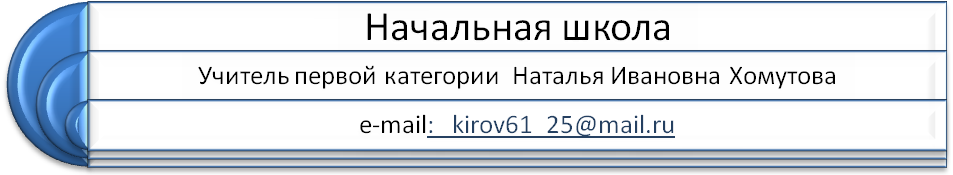 Начальная школа
Учитель первой категории Наталья Ивановна Хомутова
e-mail: kirov61_25@mail.ru